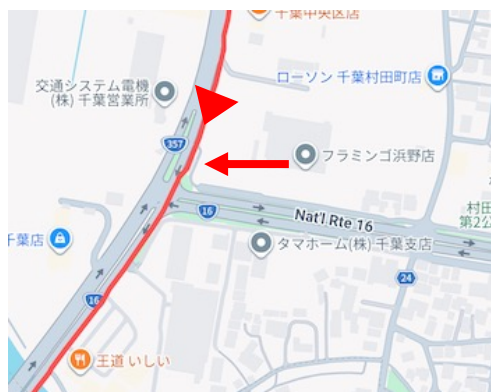 千葉中央区店
ローソン 千葉村田町店
交通システム電機
(株) 千葉営業所
357
フラミンゴ浜野店
16
Nat'l Rte 16
村田
第2公
千葉店
タマホーム(株) 千葉支店
24
16
王道 いしい